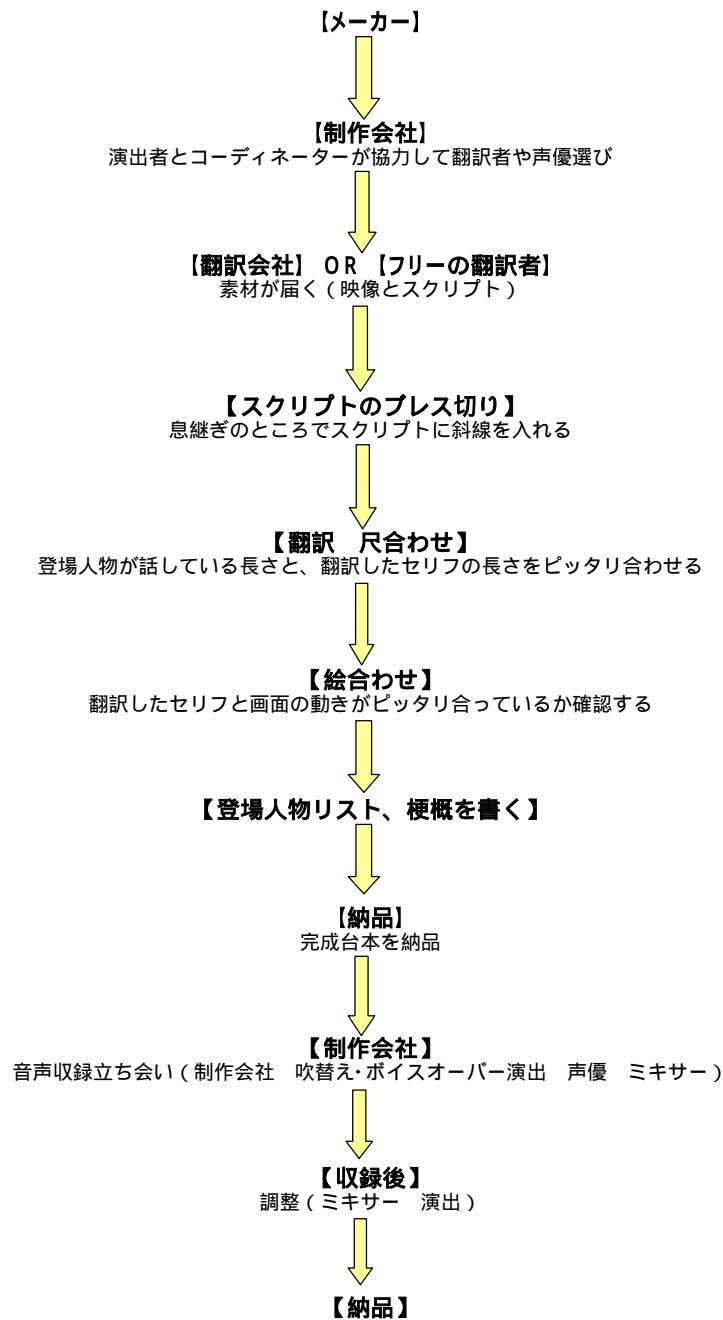 【メーカー】
【制作会社】
演出者とコーディネーターが協力して翻訳者や声優選び
【翻訳会社】 OR 【フリーの翻訳者】
素材が届く(映像とスクリプト)
【スクリプトのブレス切り】
息継ぎのところでスクリプトに斜線を入れる
【翻訳　尺合わせ】
登場人物が話している長さと、翻訳したセリフの長さをピッタリ合わせる
【絵合わせ】
翻訳したセリフと画面の動きがピッタリ合っているか確認する
【登場人物リスト、梗概を書く】
【納品】
完成台本を納品
【制作会社】
音声収録立ち会い(制作会社　吹替え・ボイスオーバー演出　声優　ミキサー)
【収録後】
調整(ミキサー　演出)
【納品】